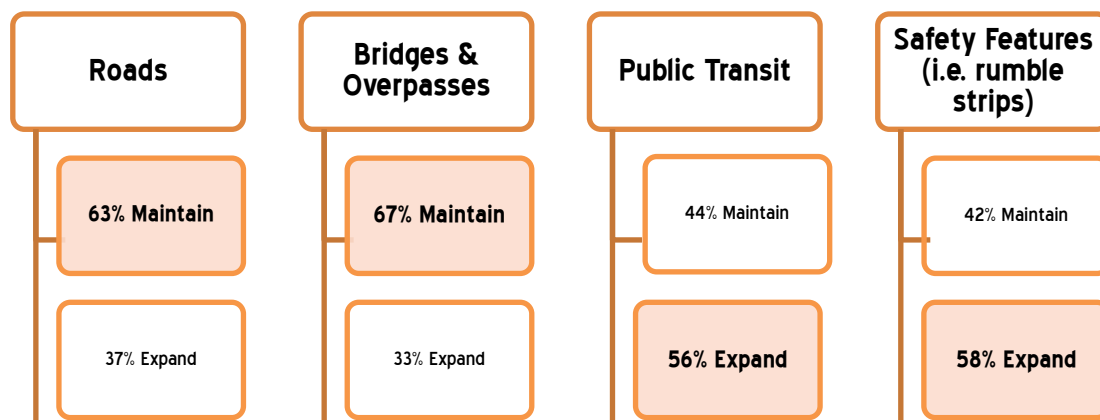 Roads
63% Maintain
37% Expand
Bridges &
Overpasses
67% Maintain
33% Expand
Public Transit
44% Maintain
56% Expand
Safety Features
(i.e. rumble
strips)
42% Maintain
58% Expand